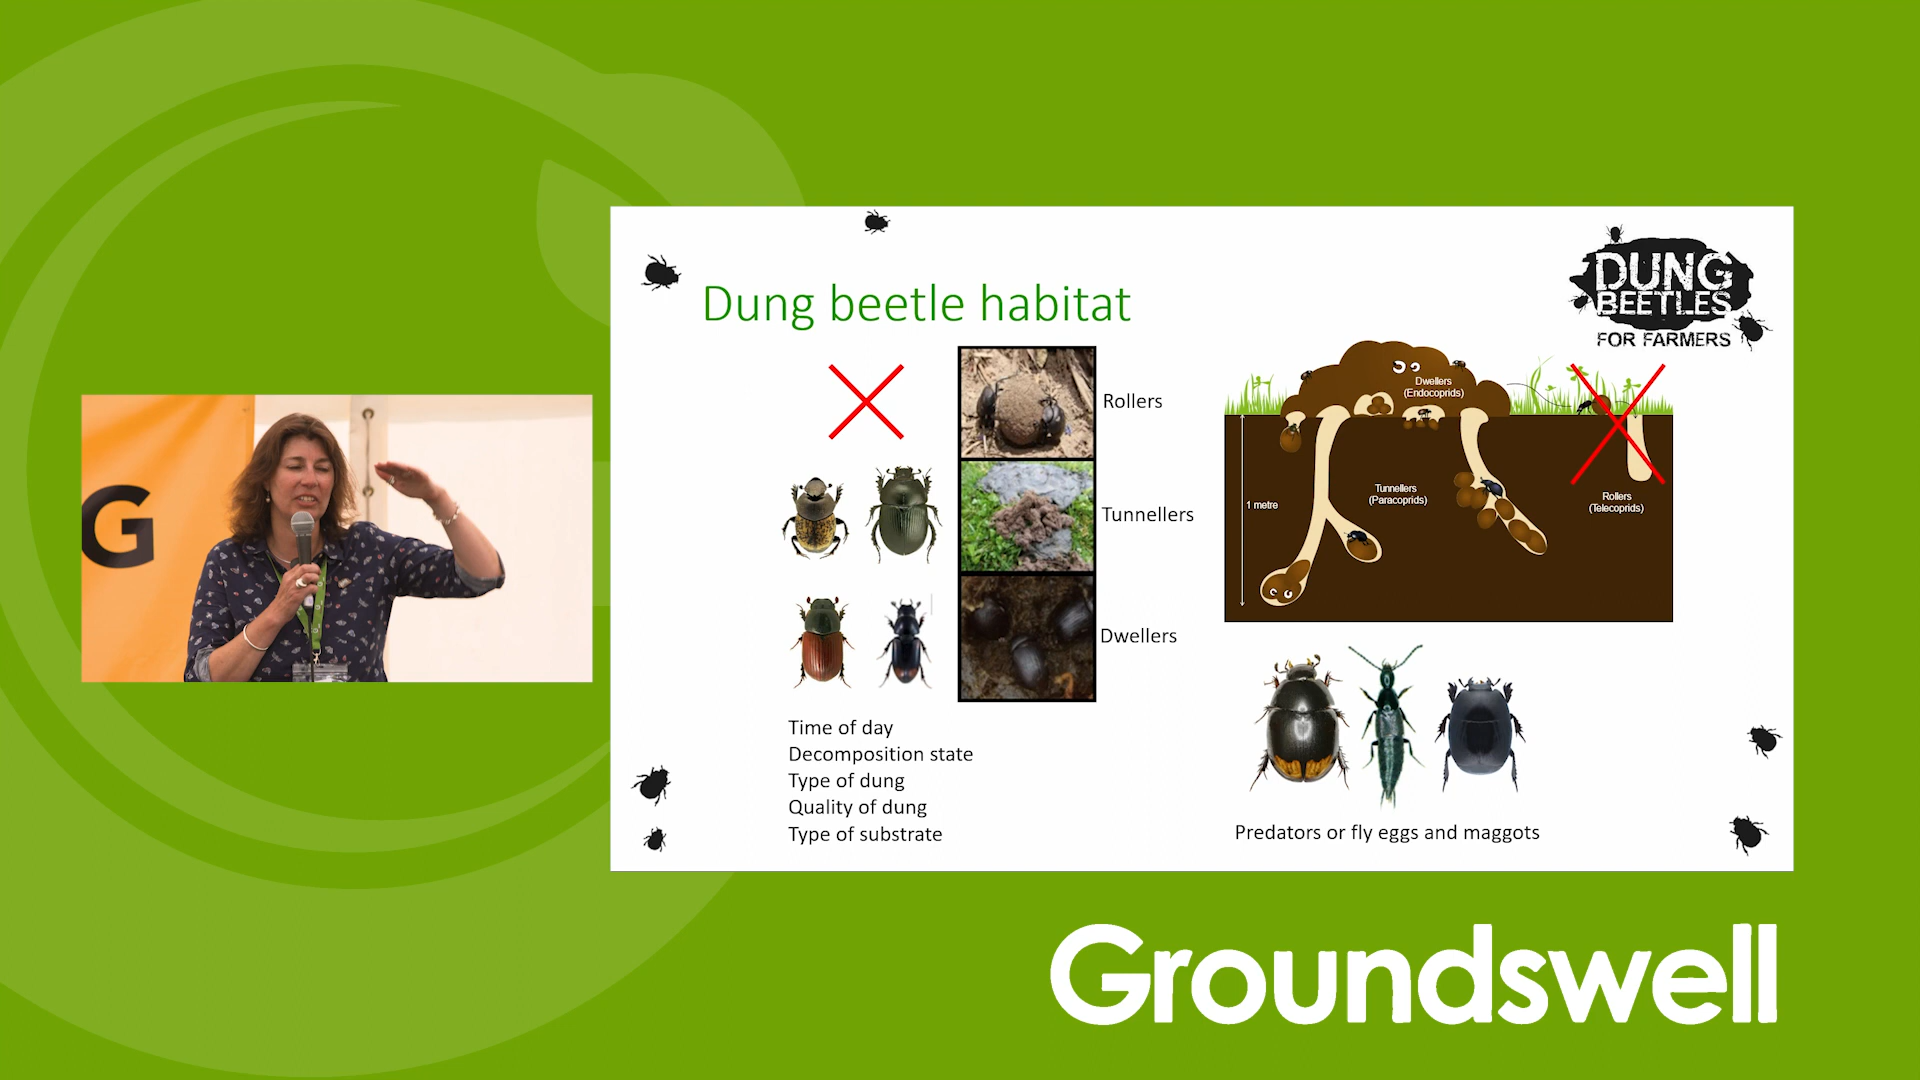 G
Dung beetle habitat
DUNG
BEETLES
FOR FARMERS
Rollers
Tunnellers
Dwellers
Dwellers
(Endocoprids)
1 metre
Tunnellers
(Paracoprids)
Rollers
(Telecoprids)
Time of day
Decomposition state
Type of dung
Quality of dung
Type of substrate
Predators or fly eggs and maggots
Groundswell